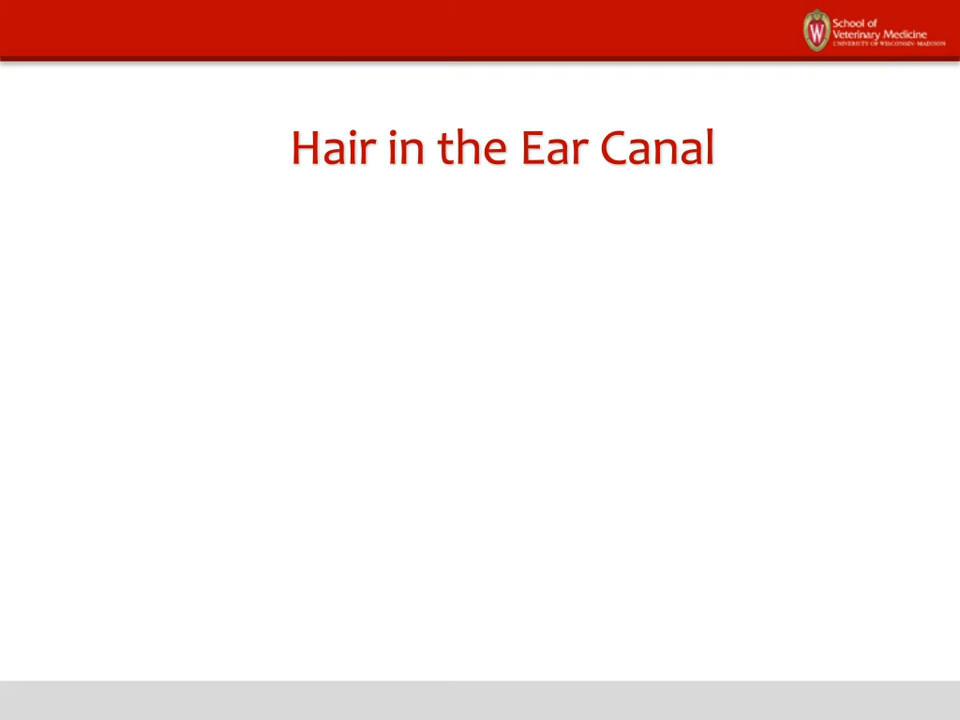 School of
Veterinary Medicine
UNIVERSITY OF WISCONSIN-MADISON
Hair in the Ear Canal